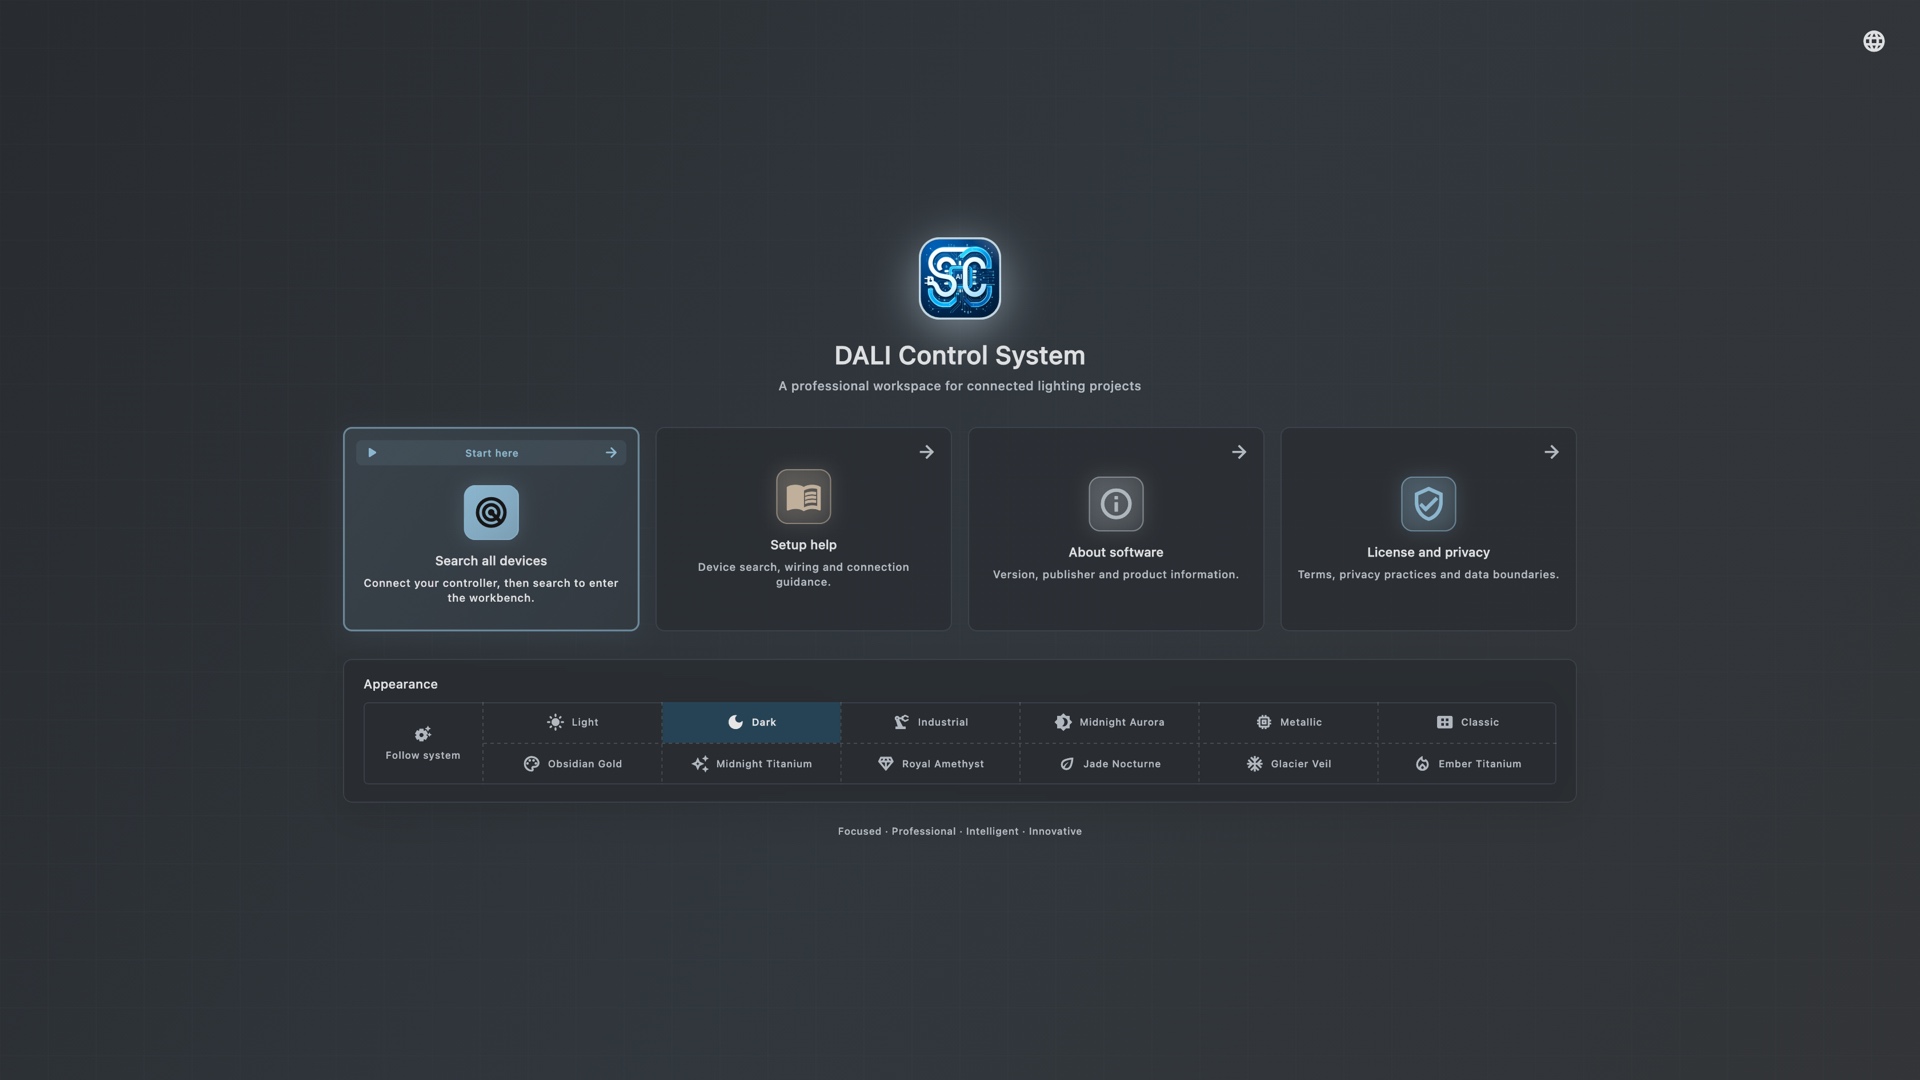 SC
AI
DALI Control System
A professional workspace for connected lighting projects
Start here
Search all devices
Connect your controller, then search to enter
the workbench.
Setup help
Device search, wiring and connection
guidance.
About software
Version, publisher and product information.
License and privacy
Terms, privacy practices and data boundaries.
Appearance
Follow system
Light
Dark
Industrial
Midnight Aurora
Metallic
Classic
Obsidian Gold
Midnight Titanium
Royal Amethyst
Jade Nocturne
Glacier Veil
Ember Titanium
Focused · Professional · Intelligent · Innovative